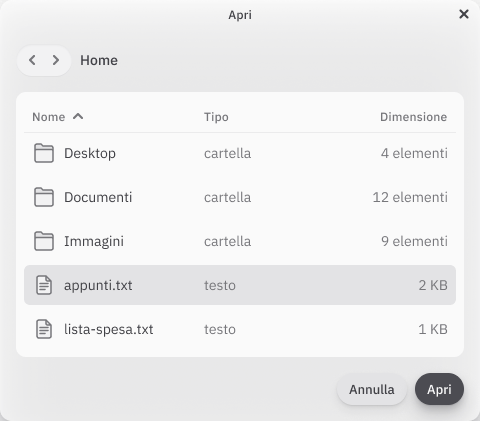 Apri
Home
Nome Tipo Dimensione
Desktop cartella 4 elementi
Documenti cartella 12 elementi
Immagini cartella 9 elementi
appunti.txt testo 2 KB
lista-spesa.txt testo 1 KB
Annulla Apri